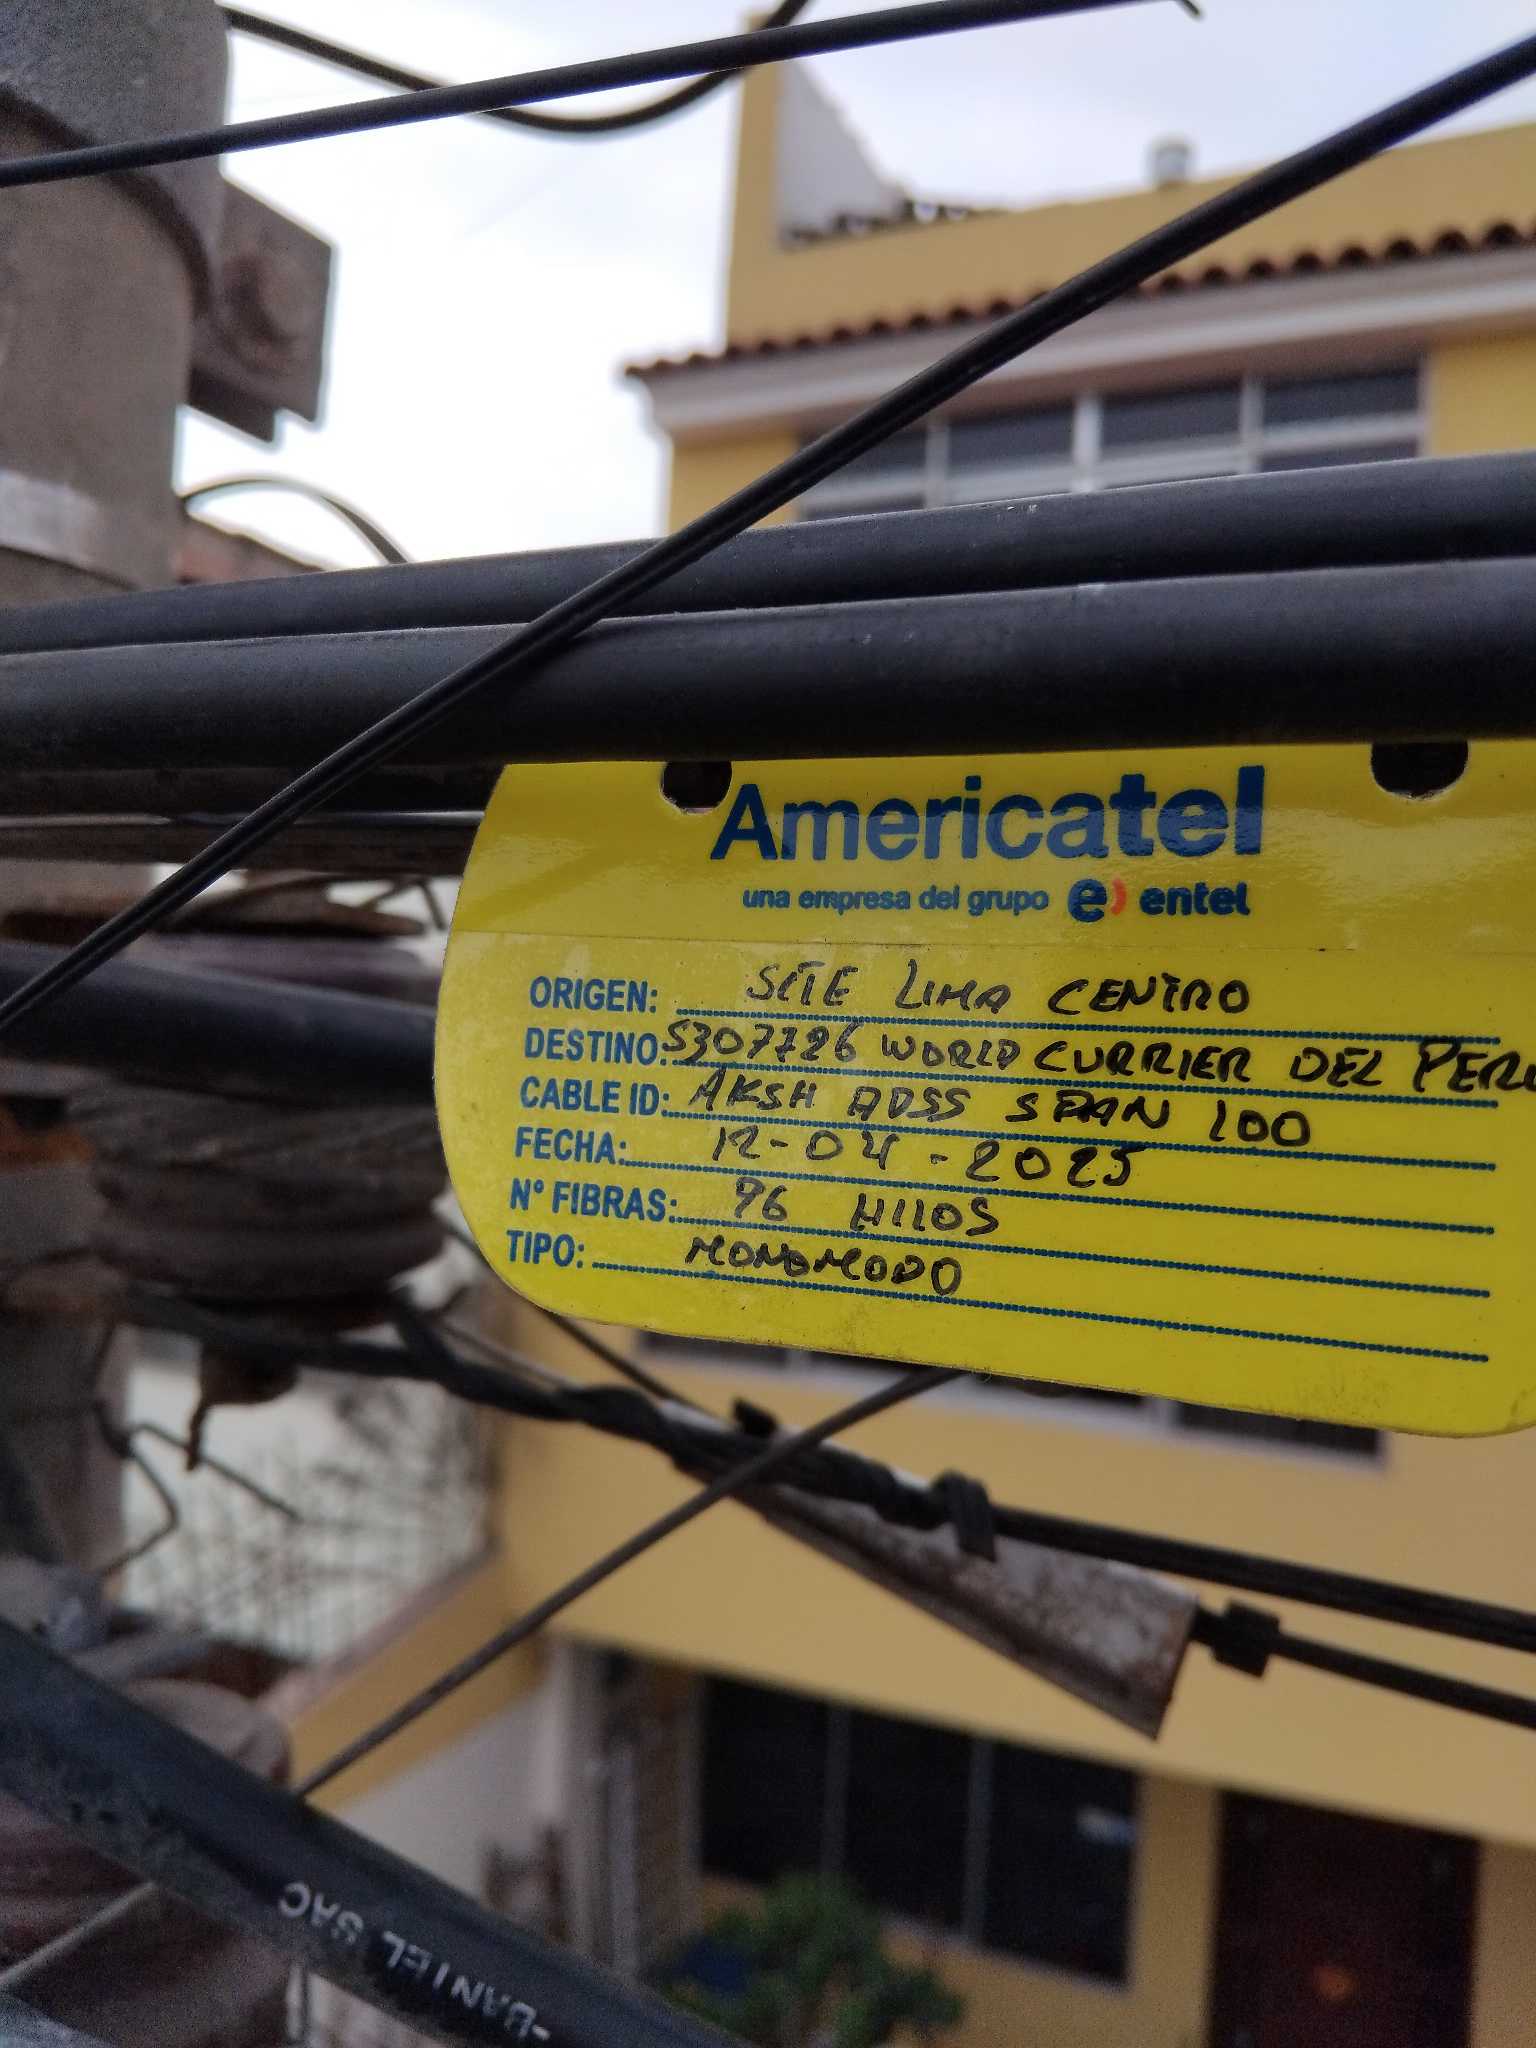 Americatel
una empresa del grupo e) entel
ORIGEN: SITE LIMA CENTRO
DESTINO: S307726 WORLD CURRIER DEL PERU
CABLE ID: AKSH ADSS SPAN 100
FECHA: 12-04-2025
N° FIBRAS: 96 HILOS
TIPO: MONOMODO
-DANIEL SAC